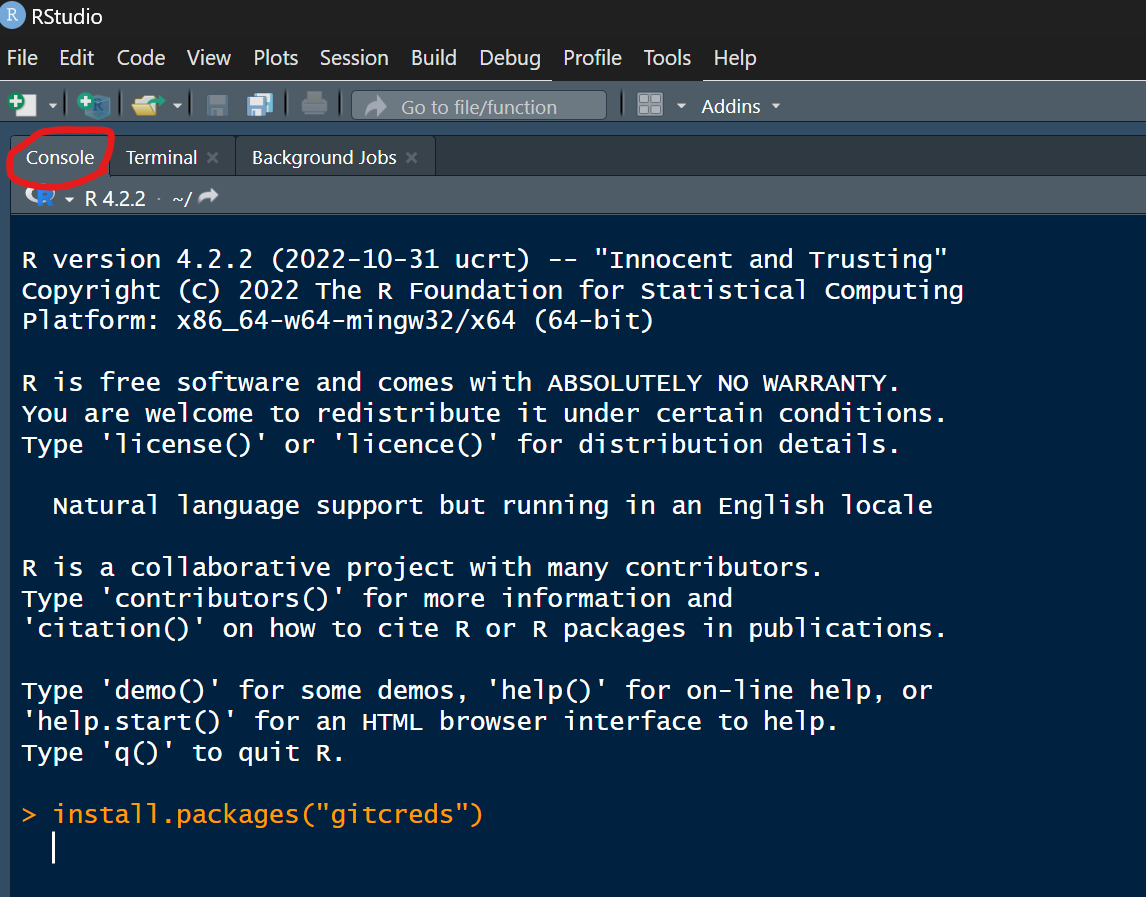 RStudio
File Edit Code View Plots Session Build Debug Profile Tools Help
Go to file/function Addins
Console Terminal Background Jobs
R 4.2.2 · ~/
R version 4.2.2 (2022-10-31 ucrt) -- "Innocent and Trusting"
Copyright (C) 2022 The R Foundation for Statistical Computing
Platform: x86_64-w64-mingw32/x64 (64-bit)
R is free software and comes with ABSOLUTELY NO WARRANTY.
You are welcome to redistribute it under certain conditions.
Type 'license()' or 'licence()' for distribution details.
Natural language support but running in an English locale
R is a collaborative project with many contributors.
Type 'contributors()' for more information and
'citation()' on how to cite R or R packages in publications.
Type 'demo()' for some demos, 'help()' for on-line help, or
'help.start()' for an HTML browser interface to help.
Type 'q()' to quit R.
> install.packages("gitcreds")